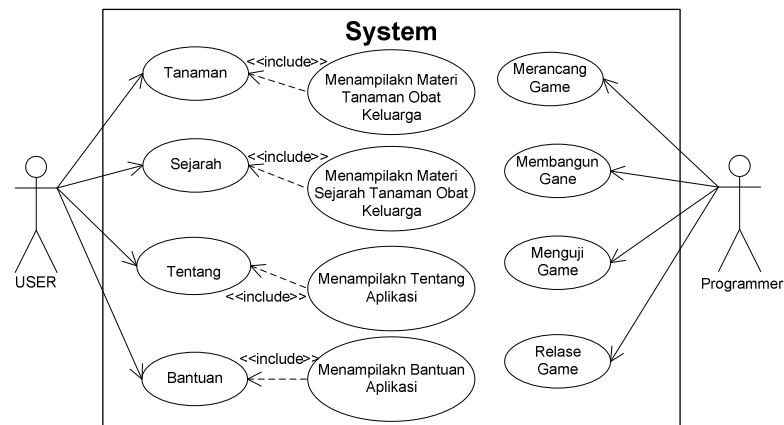 System
Tanaman
<<include>>
Menampilakn Materi
Tanaman Obat
Keluarga
Merancang
Game
Sejarah
<<include>>
Menampilakn Materi
Sejarah Tanaman Obat
Keluarga
Membangun
Gane
USER
Tentang
<<include>>
Menampilakn Tentang
Aplikasi
Menguji
Game
Programmer
Bantuan
<<include>>
Menampilakn Bantuan
Aplikasi
Relase
Game